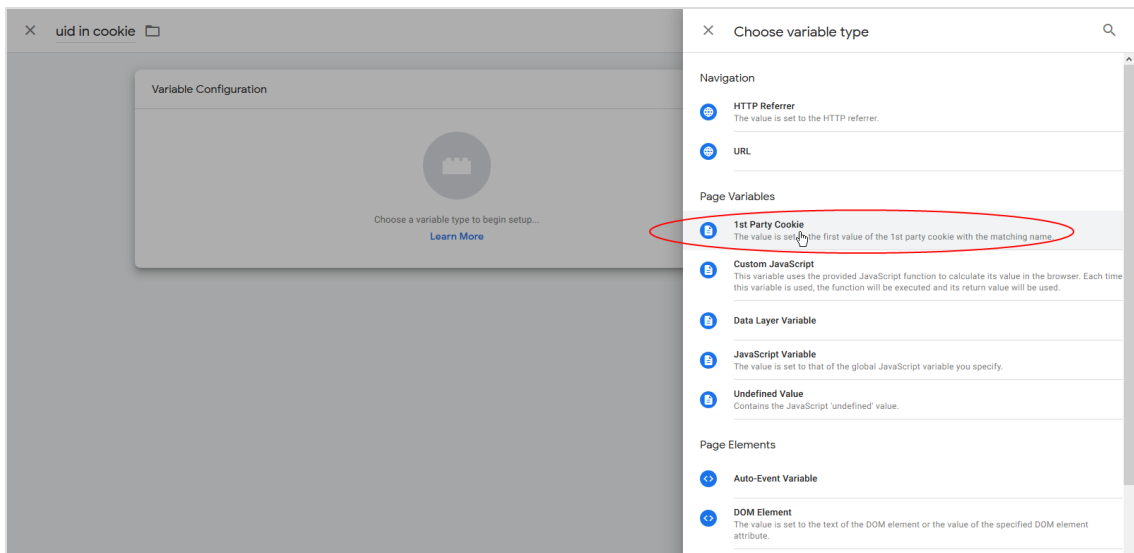 uid in cookie
Choose variable type
Variable Configuration
Choose a variable type to begin setup...
Learn More
Navigation
HTTP Referrer
The value is set to the HTTP referrer.
URL
Page Variables
1st Party Cookie
The value is set the first value of the 1st party cookie with the matching name.
Custom JavaScript
This variable uses the provided JavaScript function to calculate its value in the browser. Each time
this variable is used, the function will be executed and its return value will be used.
Data Layer Variable
JavaScript Variable
The value is set to that of the global JavaScript variable you specify.
Undefined Value
Contains the JavaScript 'undefined' value.
Page Elements
Auto-Event Variable
DOM Element
The value is set to the text of the DOM element or the value of the specified DOM element
attribute.